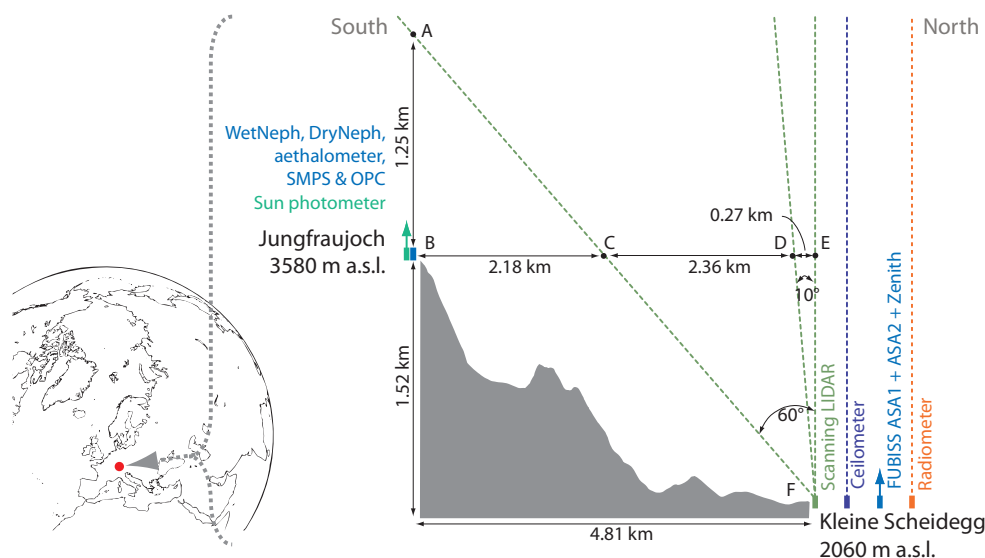 South
North
A
1.25 km
WetNeph, DryNeph,
aethalometer,
SMPS & OPC
Sun photometer
Jungfraujoch
3580 m a.s.l.
B
C
D
E
0.27 km
2.18 km
2.36 km
10°
1.52 km
60°
F
Scanning LIDAR
Ceilometer
FUBISS ASA1 + ASA2 + Zenith
Radiometer
4.81 km
Kleine Scheidegg
2060 m a.s.l.